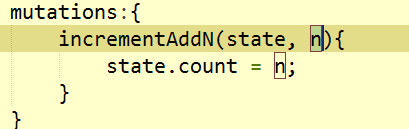 mutations:{
    incrementAddN(state, n){
        state.count = n;
    }
}